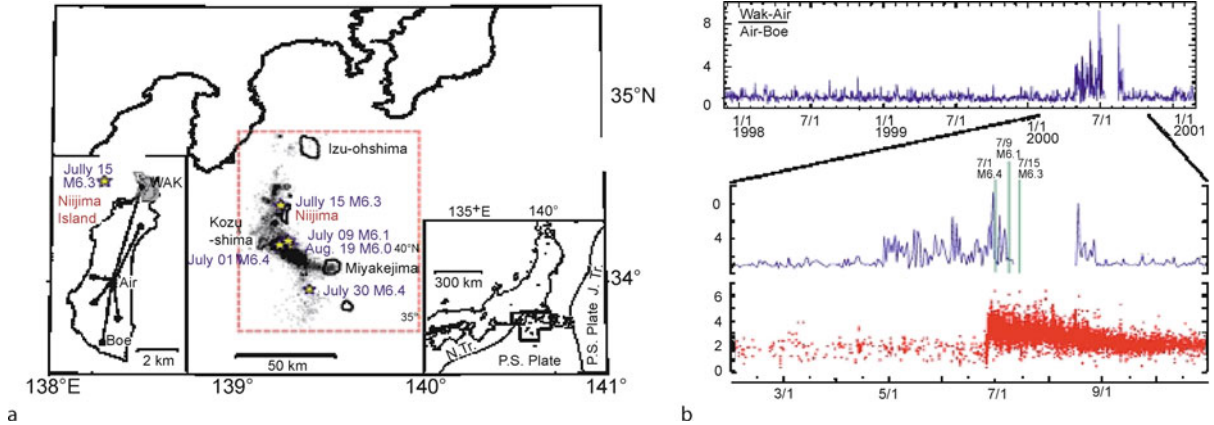 35°N
Izu-ohshima
Jully 15
M6.3
WAK
Niijima
Island
Jully 15 M6.3
Niijima
Kozu
-shima
July 09 M6.1
Aug. 19 M6.0
40°N
July 01 M6.4
Miyakejima
34°
July 30 M6.4
35°
Air
Boe
2 km
50 km
135+E
140°
300 km
N.Tr.
P.S. Plate
P.S. Plate J. Tr.
138°E
139°
140°
141°
a
Wak-Air
Air-Boe
8
4
0
1/1
1998
7/1
1/1
1999
7/1
1/1
2000
7/1
1/1
2001
7/9
M6.1
7/1
M6.4
7/15
M6.3
0
4
8
6
4
2
0
3/1
5/1
7/1
9/1
b